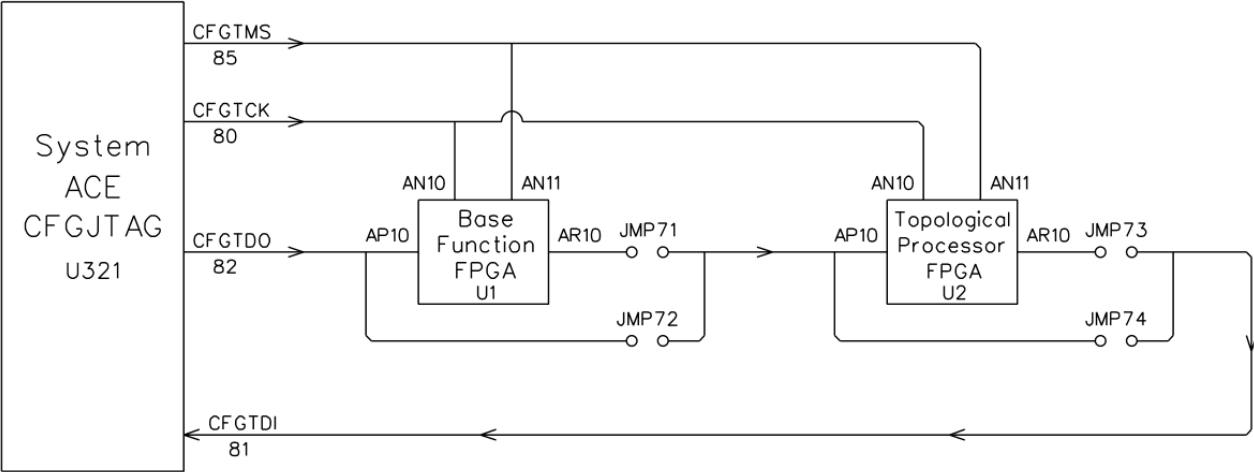 CFGTMS
85
CFGTCK
80
System
ACE
CFGJTAG
U321
CFGTDO
82
AN10
AN11
AP10
Base
Function
FPGA
U1
AR10
JMP71
JMP72
AN10
AN11
AP10
Topological
Processor
FPGA
U2
AR10
JMP73
JMP74
CFGTDI
81